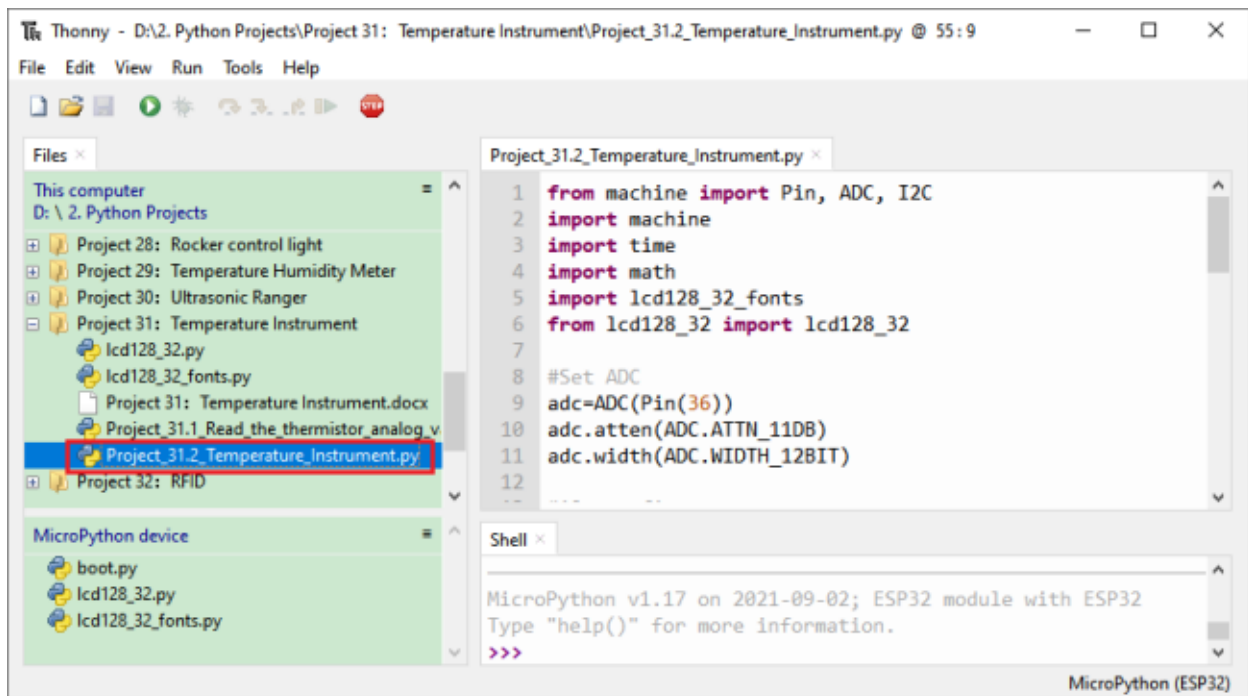 Thonny - D:\2. Python Projects\Project 31: Temperature Instrument\Project_31.2_Temperature_Instrument.py @ 55:9
File Edit View Run Tools Help
STOP
Files
This computer
D: \ 2. Python Projects
Project 28: Rocker control light
Project 29: Temperature Humidity Meter
Project 30: Ultrasonic Ranger
Project 31: Temperature Instrument
lcd128_32.py
lcd128_32_fonts.py
Project 31: Temperature Instrument.docx
Project_31.1_Read_the_thermistor_analog_v
Project_31.2_Temperature_Instrument.py
Project 32: RFID
MicroPython device
boot.py
lcd128_32.py
lcd128_32_fonts.py
Project_31.2_Temperature_Instrument.py
1 from machine import Pin, ADC, I2C
2 import machine
3 import time
4 import math
5 import lcd128_32_fonts
6 from lcd128_32 import lcd128_32
7
8 #Set ADC
9 adc=ADC(Pin(36))
10 adc.atten(ADC.ATTN_11DB)
11 adc.width(ADC.WIDTH_12BIT)
12
Shell
MicroPython v1.17 on 2021-09-02; ESP32 module with ESP32
Type "help()" for more information.
>>>
MicroPython (ESP32)